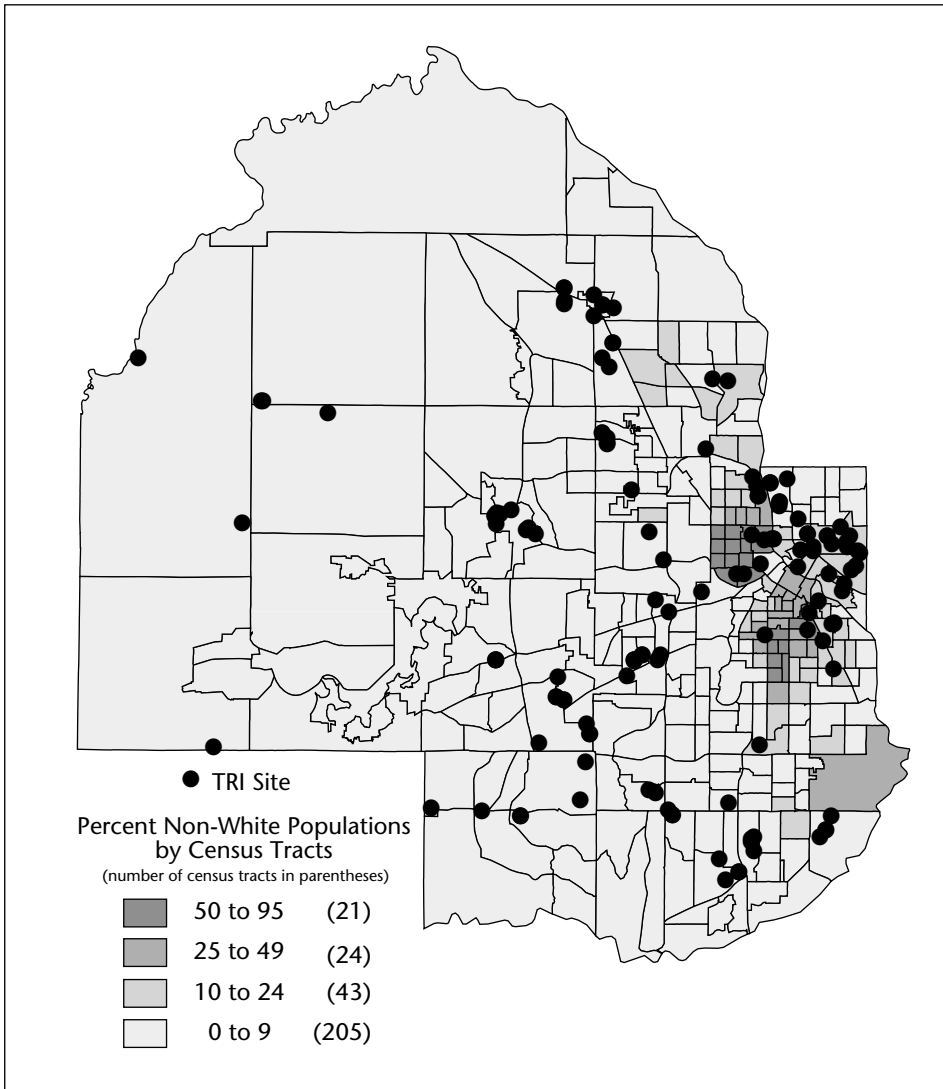 TRI Site
Percent Non-White Populations
by Census Tracts
(number of census tracts in parentheses)
50 to 95 (21)
25 to 49 (24)
10 to 24 (43)
0 to 9 (205)